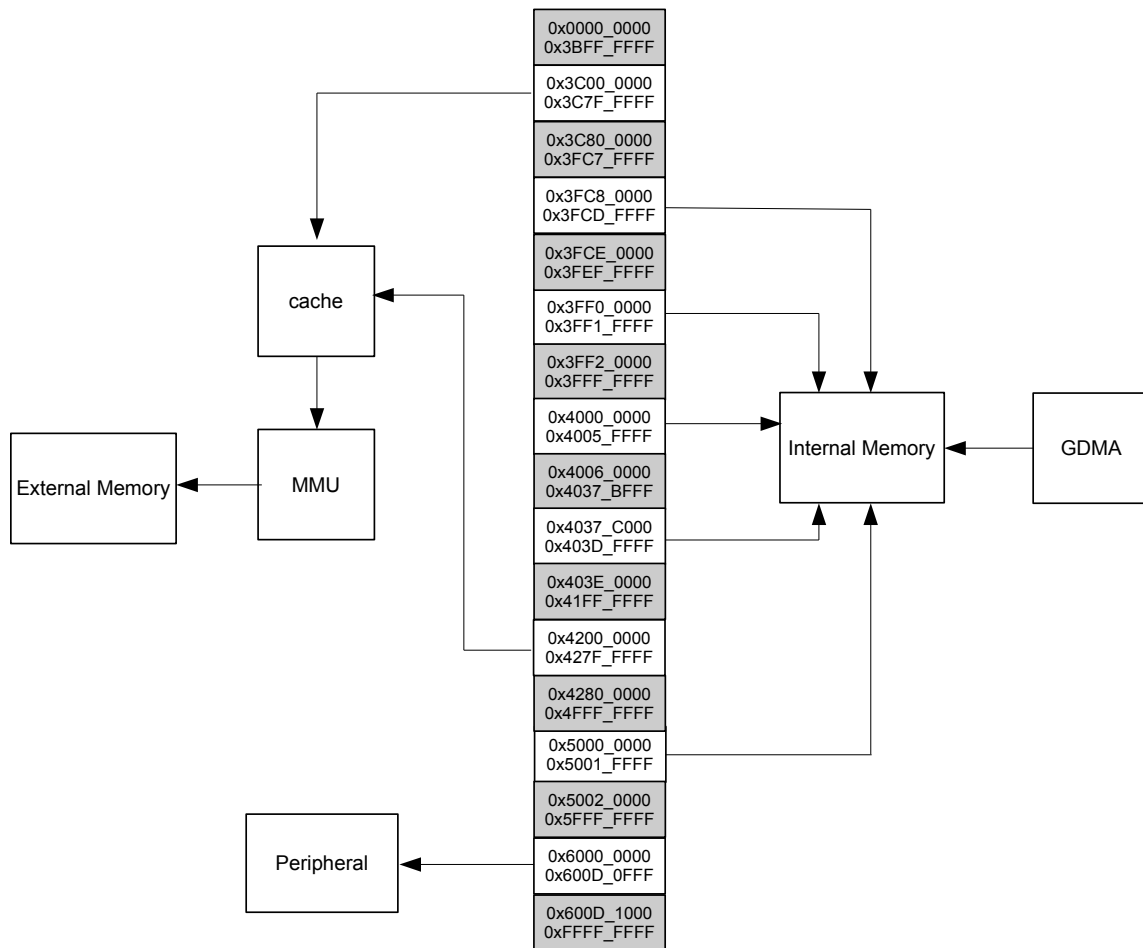 0x0000_0000
0x3BFF_FFFF
0x3C00_0000
0x3C7F_FFFF
0x3C80_0000
0x3FC7_FFFF
0x3FC8_0000
0x3FCD_FFFF
0x3FCE_0000
0x3FEF_FFFF
0x3FF0_0000
0x3FF1_FFFF
0x3FF2_0000
0x3FFF_FFFF
0x4000_0000
0x4005_FFFF
0x4006_0000
0x4037_BFFF
0x4037_C000
0x403D_FFFF
0x403E_0000
0x41FF_FFFF
0x4200_0000
0x427F_FFFF
0x4280_0000
0x4FFF_FFFF
0x5000_0000
0x5001_FFFF
0x5002_0000
0x5FFF_FFFF
0x6000_0000
0x600D_0FFF
0x600D_1000
0xFFFF_FFFF
cache
MMU
External Memory
Peripheral
Internal Memory
GDMA